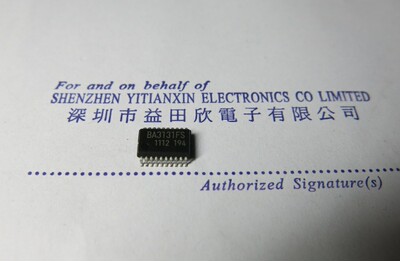 For and on behalf of
SHENZHEN YITIANXIN ELECTRONICS CO LIMITED
深圳市益田欣電子有限公司
BA3131FS
1112 194
Authorized Signature(s)